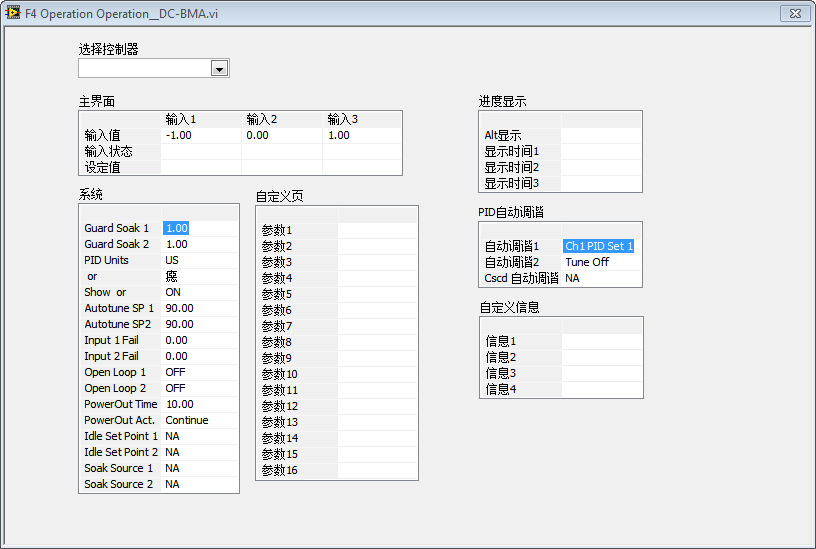 F4 Operation Operation__DC-BMA.vi
选择控制器
主界面
输入1 输入2 输入3
输入值 -1.00 0.00 1.00
输入状态
设定值
系统
Guard Soak 1 1.00
Guard Soak 2 1.00
PID Units US
or 癋
Show or ON
Autotune SP 1 90.00
Autotune SP2 90.00
Input 1 Fail 0.00
Input 2 Fail 0.00
Open Loop 1 OFF
Open Loop 2 OFF
PowerOut Time 10.00
PowerOut Act. Continue
Idle Set Point 1 NA
Idle Set Point 2 NA
Soak Source 1 NA
Soak Source 2 NA
自定义页
参数1
参数2
参数3
参数4
参数5
参数6
参数7
参数8
参数9
参数10
参数11
参数12
参数13
参数14
参数15
参数16
进度显示
Alt显示
显示时间1
显示时间2
显示时间3
PID自动调谐
自动调谐1 Ch1 PID Set 1
自动调谐2 Tune Off
Cscd 自动调谐 NA
自定义信息
信息1
信息2
信息3
信息4